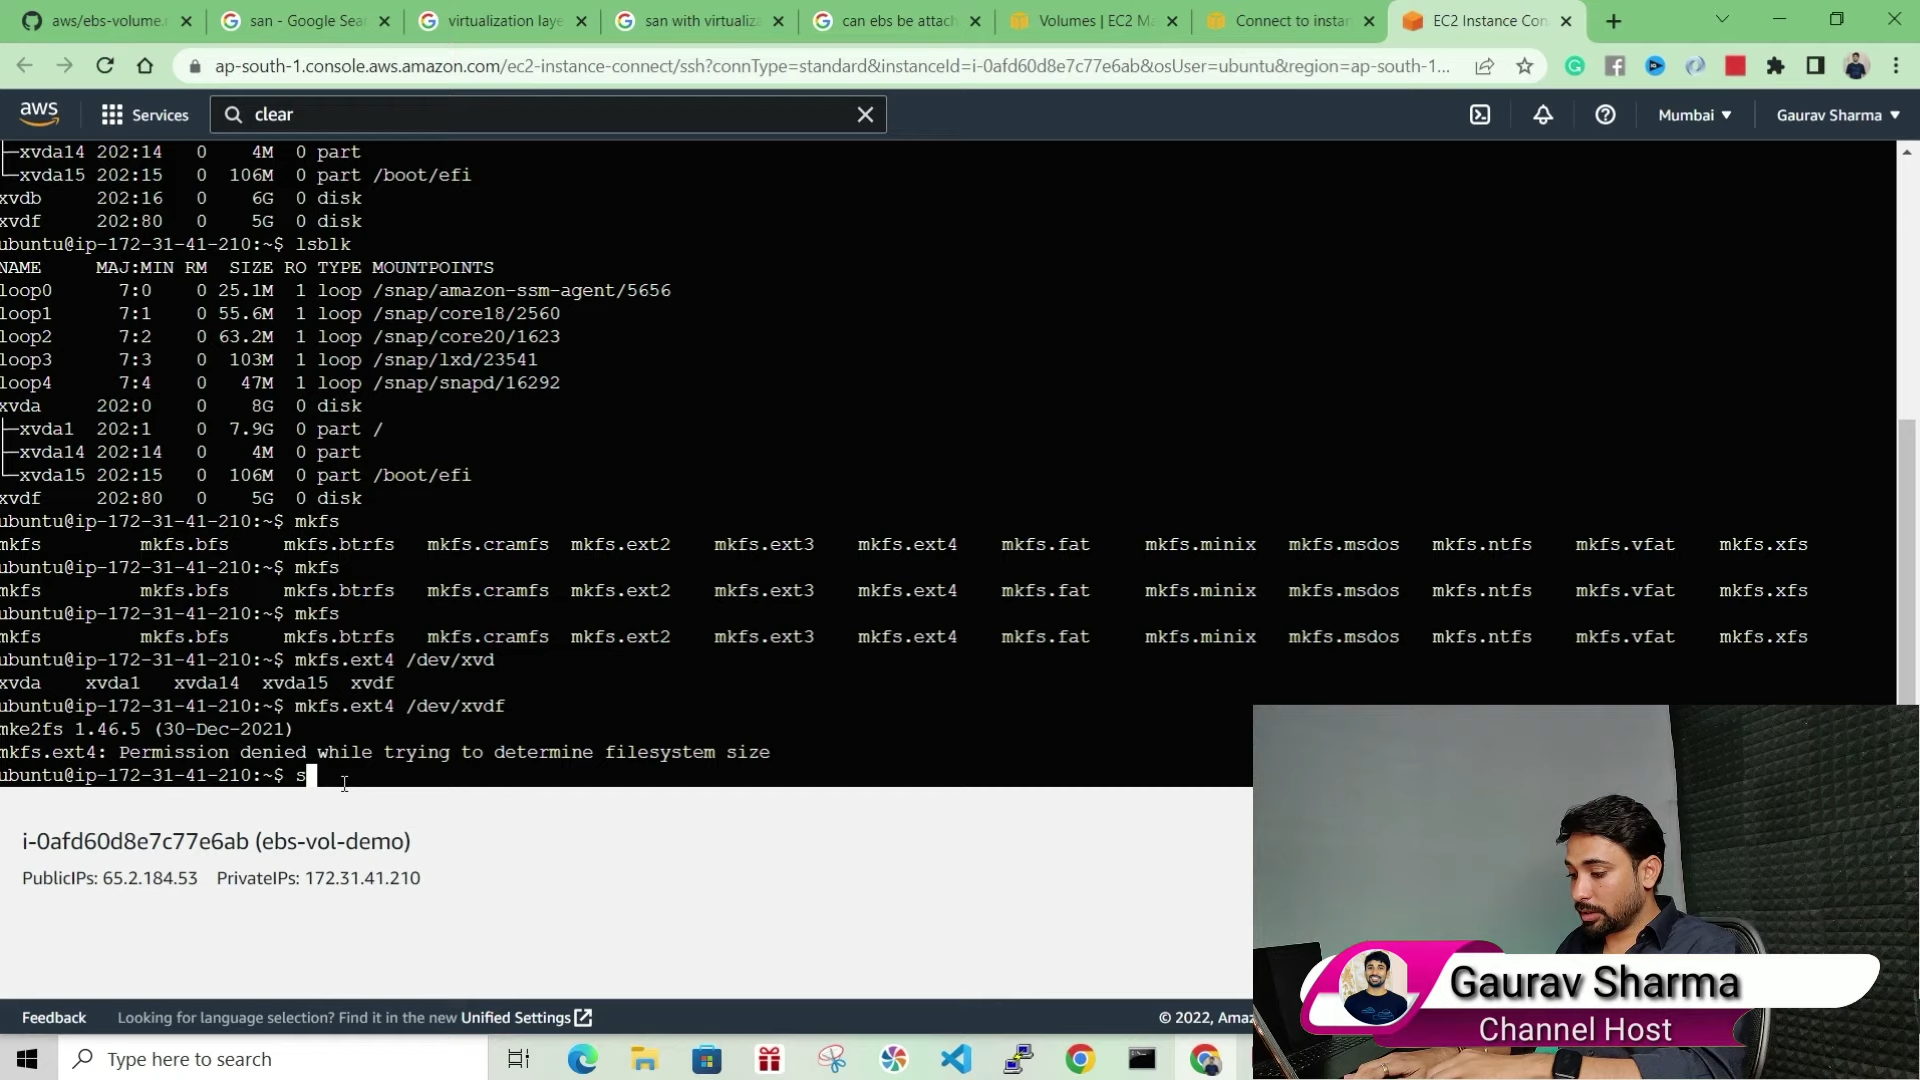 aws/ebs-volume.
san - Google Sea
virtualization laye
san with virtualiz
can ebs be attach
Volumes | EC2 M
Connect to instan
EC2 Instance Con
ap-south-1.console.aws.amazon.com/ec2-instance-connect/ssh?connType=standard&instanceId=i-0afd60d8e7c77e6ab&osUser=ubuntu&region=ap-south-1...
aws
Services
clear
Mumbai
Gaurav Sharma
├─xvda14 202:14   0     4M  0 part
└─xvda15 202:15   0   106M  0 part /boot/efi
xvdb     202:16   0     6G  0 disk
xvdf     202:80   0     5G  0 disk
ubuntu@ip-172-31-41-210:~$ lsblk
NAME     MAJ:MIN RM   SIZE RO TYPE MOUNTPOINTS
loop0      7:0    0 25.1M  1 loop /snap/amazon-ssm-agent/5656
loop1      7:1    0 55.6M  1 loop /snap/core18/2560
loop2      7:2    0 63.2M  1 loop /snap/core20/1623
loop3      7:3    0  103M  1 loop /snap/lxd/23541
loop4      7:4    0   47M  1 loop /snap/snapd/16292
xvda     202:0    0     8G  0 disk
├─xvda1  202:1    0   7.9G  0 part /
├─xvda14 202:14   0     4M  0 part
└─xvda15 202:15   0   106M  0 part /boot/efi
xvdf     202:80   0     5G  0 disk
ubuntu@ip-172-31-41-210:~$ mkfs
mkfs mkfs.bfs mkfs.btrfs mkfs.cramfs mkfs.ext2 mkfs.ext3 mkfs.ext4 mkfs.fat mkfs.minix mkfs.msdos mkfs.ntfs mkfs.vfat mkfs.xfs
ubuntu@ip-172-31-41-210:~$ mkfs
mkfs mkfs.bfs mkfs.btrfs mkfs.cramfs mkfs.ext2 mkfs.ext3 mkfs.ext4 mkfs.fat mkfs.minix mkfs.msdos mkfs.ntfs mkfs.vfat mkfs.xfs
ubuntu@ip-172-31-41-210:~$ mkfs
mkfs mkfs.bfs mkfs.btrfs mkfs.cramfs mkfs.ext2 mkfs.ext3 mkfs.ext4 mkfs.fat mkfs.minix mkfs.msdos mkfs.ntfs mkfs.vfat mkfs.xfs
ubuntu@ip-172-31-41-210:~$ mkfs.ext4 /dev/xvd
xvda xvda1 xvda14 xvda15 xvdf
ubuntu@ip-172-31-41-210:~$ mkfs.ext4 /dev/xvdf
mke2fs 1.46.5 (30-Dec-2021)
mkfs.ext4: Permission denied while trying to determine filesystem size
ubuntu@ip-172-31-41-210:~$ s
i-0afd60d8e7c77e6ab (ebs-vol-demo)
PublicIPs: 65.2.184.53 PrivateIPs: 172.31.41.210
Gaurav Sharma
Channel Host
Feedback Looking for language selection? Find it in the new Unified Settings
© 2022, Amaz
Type here to search